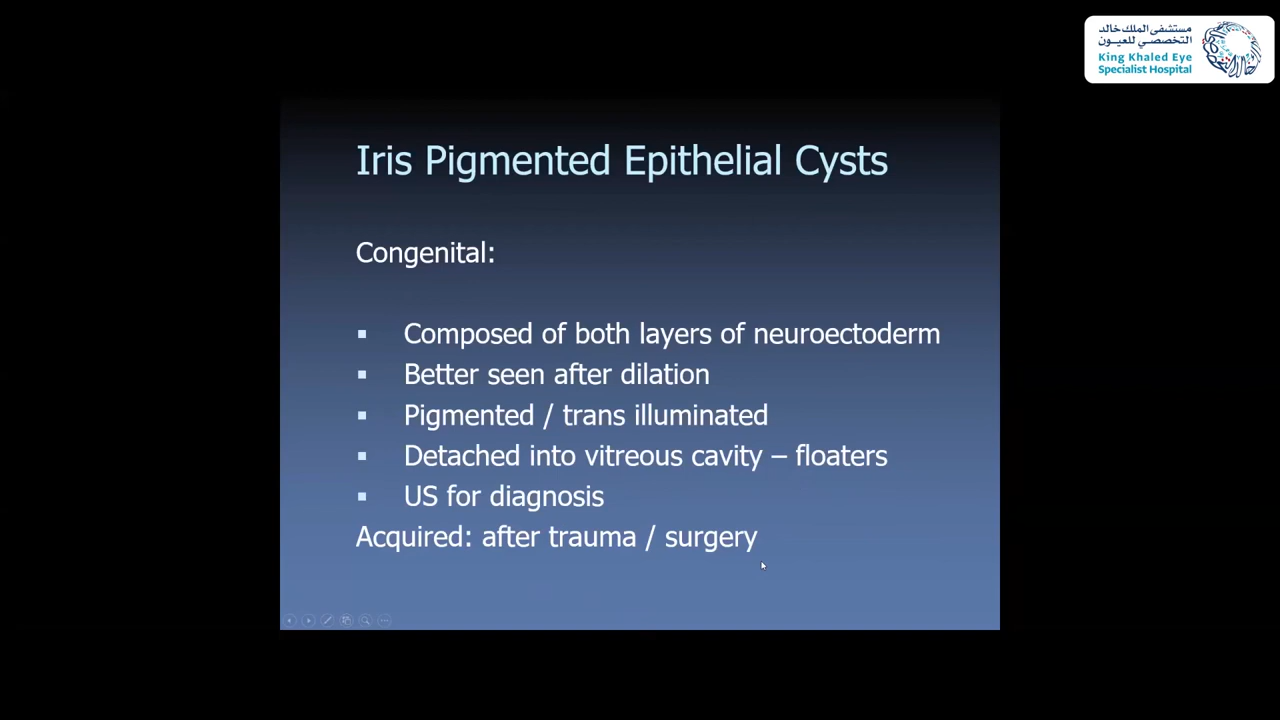 مستشفى الملك خالد
التخصصي للعيون
King Khaled Eye
Specialist Hospital
Iris Pigmented Epithelial Cysts
Congenital:
▪ Composed of both layers of neuroectoderm
▪ Better seen after dilation
▪ Pigmented / trans illuminated
▪ Detached into vitreous cavity – floaters
▪ US for diagnosis
Acquired: after trauma / surgery